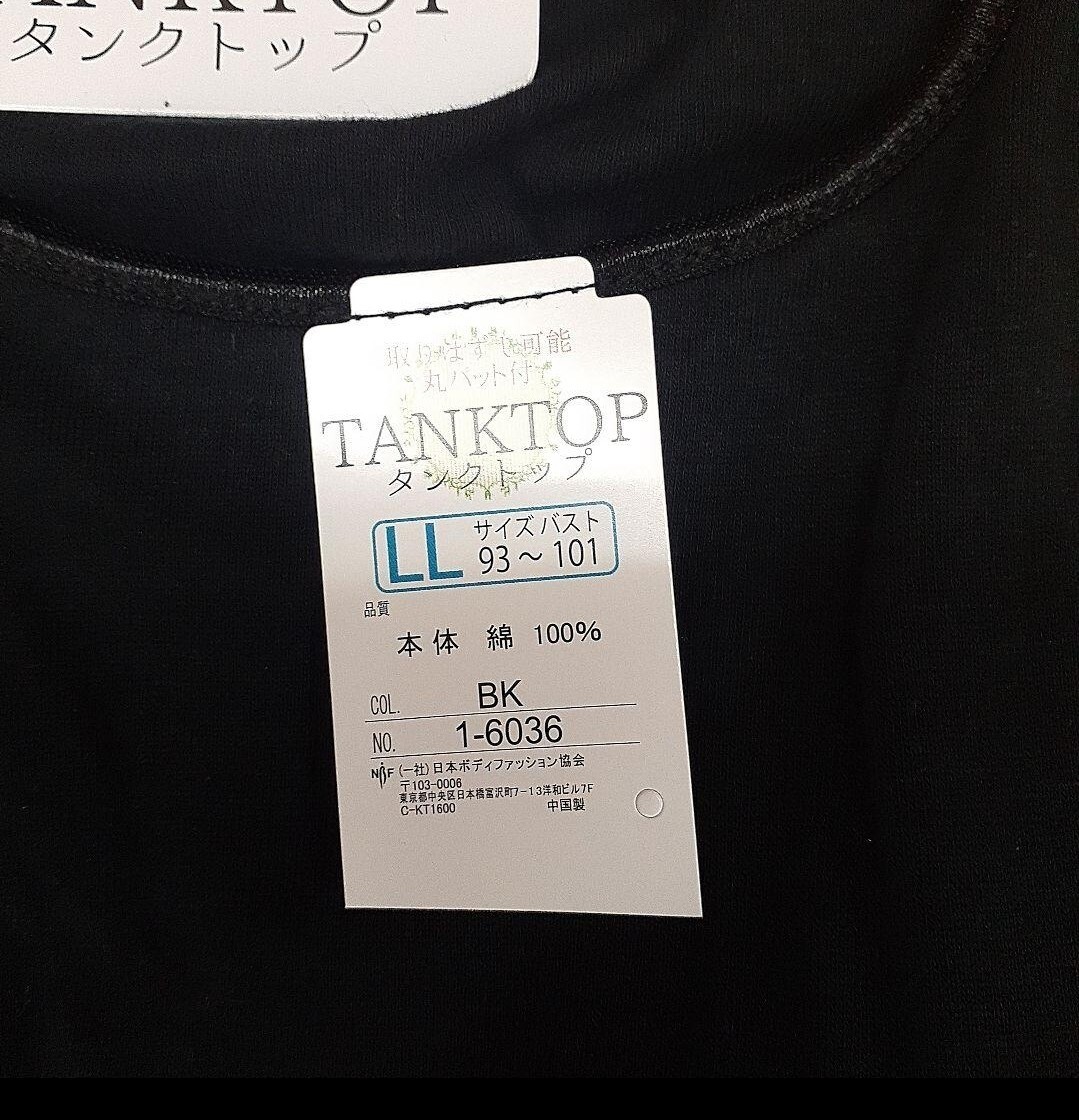 TANKTOP
タンクトップ
取りはずし可能
丸パット付
TANKTOP
タンクトップ
LL サイズ バスト
93～101
品質
本体 綿 100%
COL. BK
NO. 1-6036
NBF (一社)日本ボディファッション協会
〒103-0006
東京都中央区日本橋富沢町7-13洋和ビル7F
C-KT1600 中国製